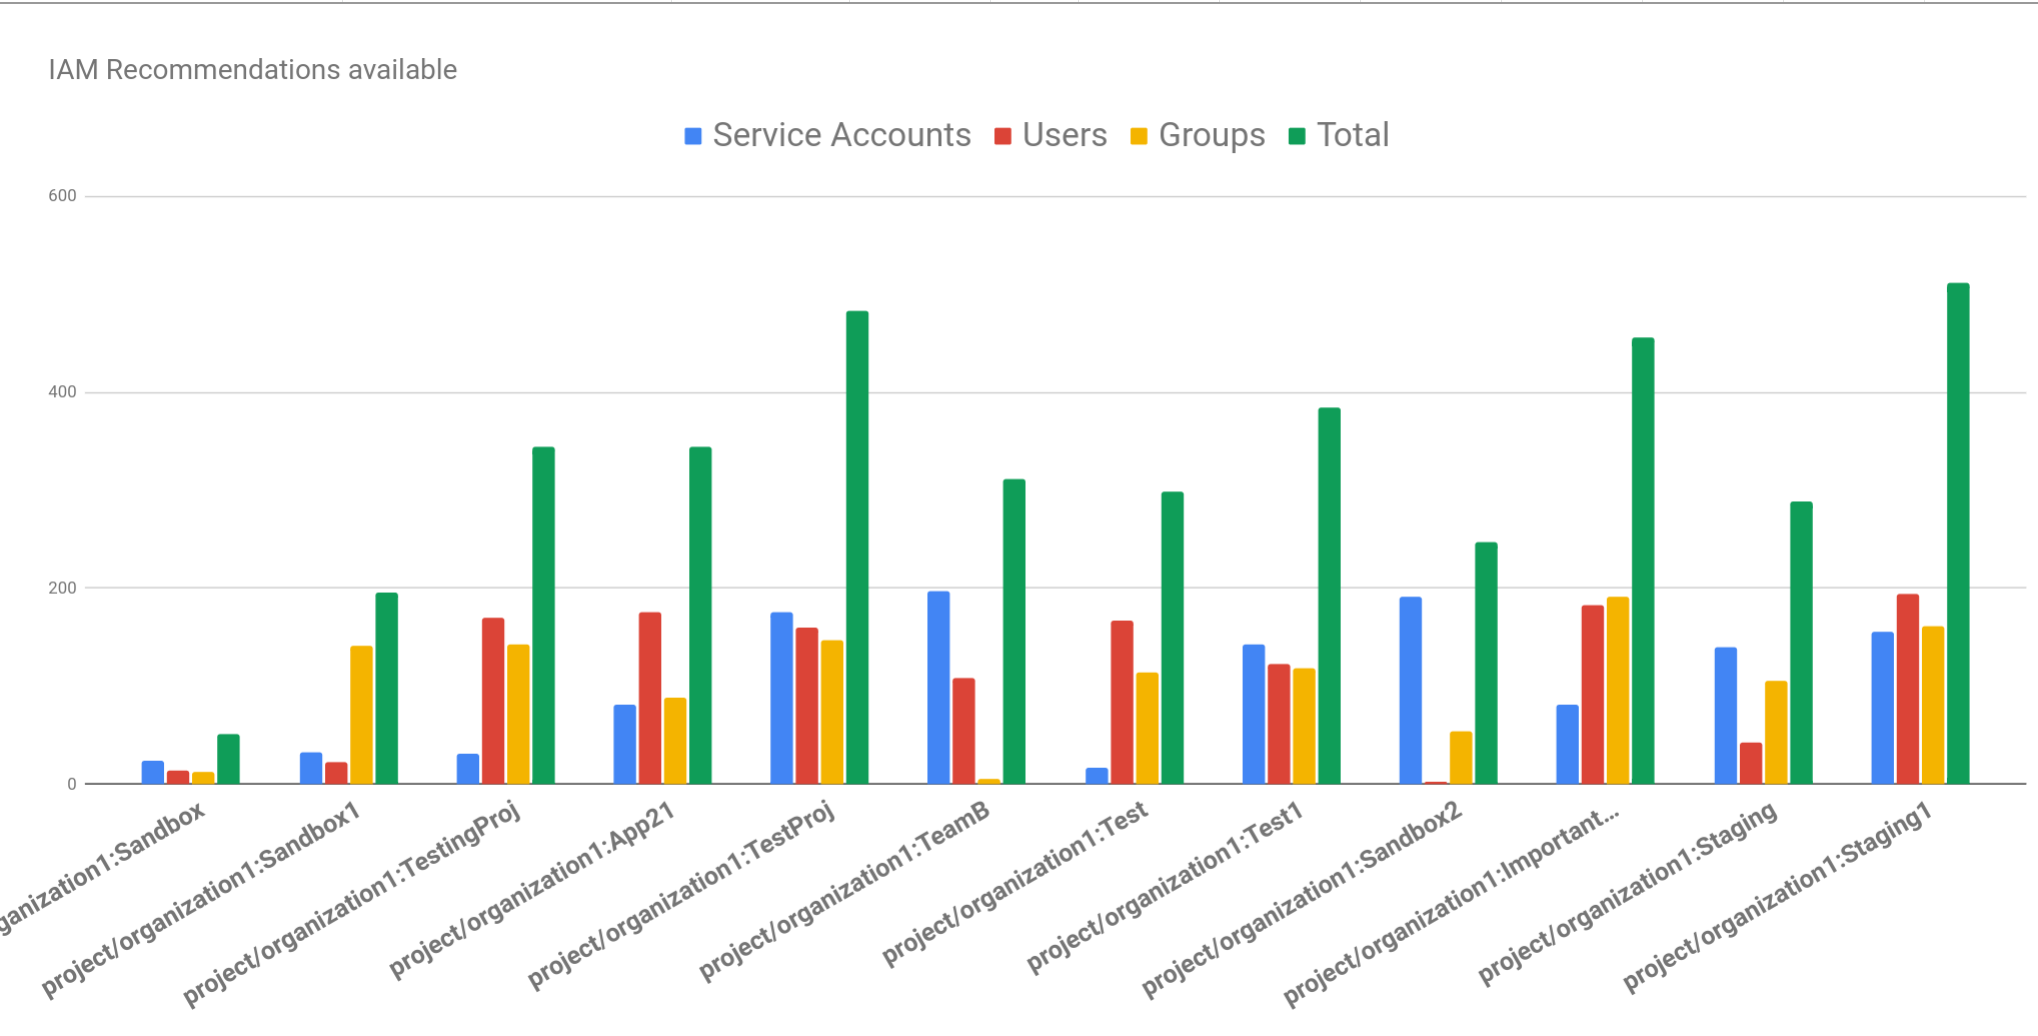 IAM Recommendations available
Service Accounts Users Groups Total
600
400
200
0
ganization1:Sandbox
project/organization1:Sandbox1
project/organization1:TestingProj
project/organization1:App21
project/organization1:TestProj
project/organization1:TeamB
project/organization1:Test
project/organization1:Test1
project/organization1:Sandbox2
project/organization1:Important...
project/organization1:Staging
project/organization1:Staging1